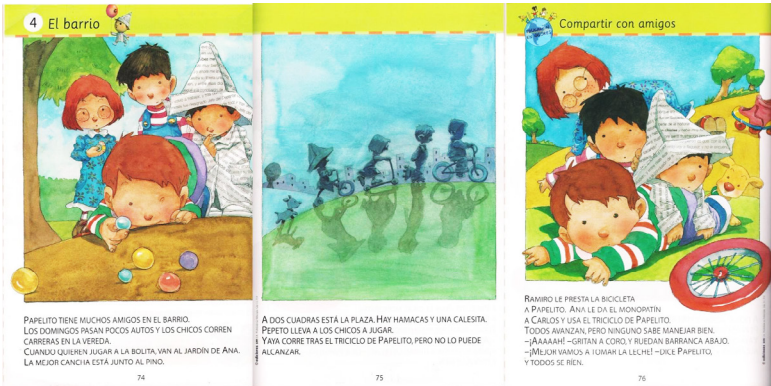 4 El barrio
PAPELITO TIENE MUCHOS AMIGOS EN EL BARRIO.
LOS DOMINGOS PASAN POCOS AUTOS Y LOS CHICOS CORREN
CARRERAS EN LA VEREDA.
CUANDO QUIEREN JUGAR A LA BOLITA, VAN AL JARDÍN DE ANA.
LA MEJOR CANCHA ESTÁ JUNTO AL PINO.
74
A DOS CUADRAS ESTÁ LA PLAZA. HAY HAMACAS Y UNA CALESITA.
PEPETO LLEVA A LOS CHICOS A JUGAR.
YAYA CORRE TRAS EL TRICICLO DE PAPELITO, PERO NO LO PUEDE
ALCANZAR.
75
Compartir con amigos
RAMIRO LE PRESTA LA BICICLETA
A PAPELITO. ANA LE DA EL MONOPATÍN
A CARLOS Y USA EL TRICICLO DE PAPELITO.
TODOS AVANZAN, PERO NINGUNO SABE MANEJAR BIEN.
–¡AAAAAH! –GRITAN A CORO, Y RUEDAN BARRANCA ABAJO.
–¡MEJOR VAMOS A TOMAR LA LECHE! –DICE PAPELITO,
Y TODOS SE RÍEN.
76